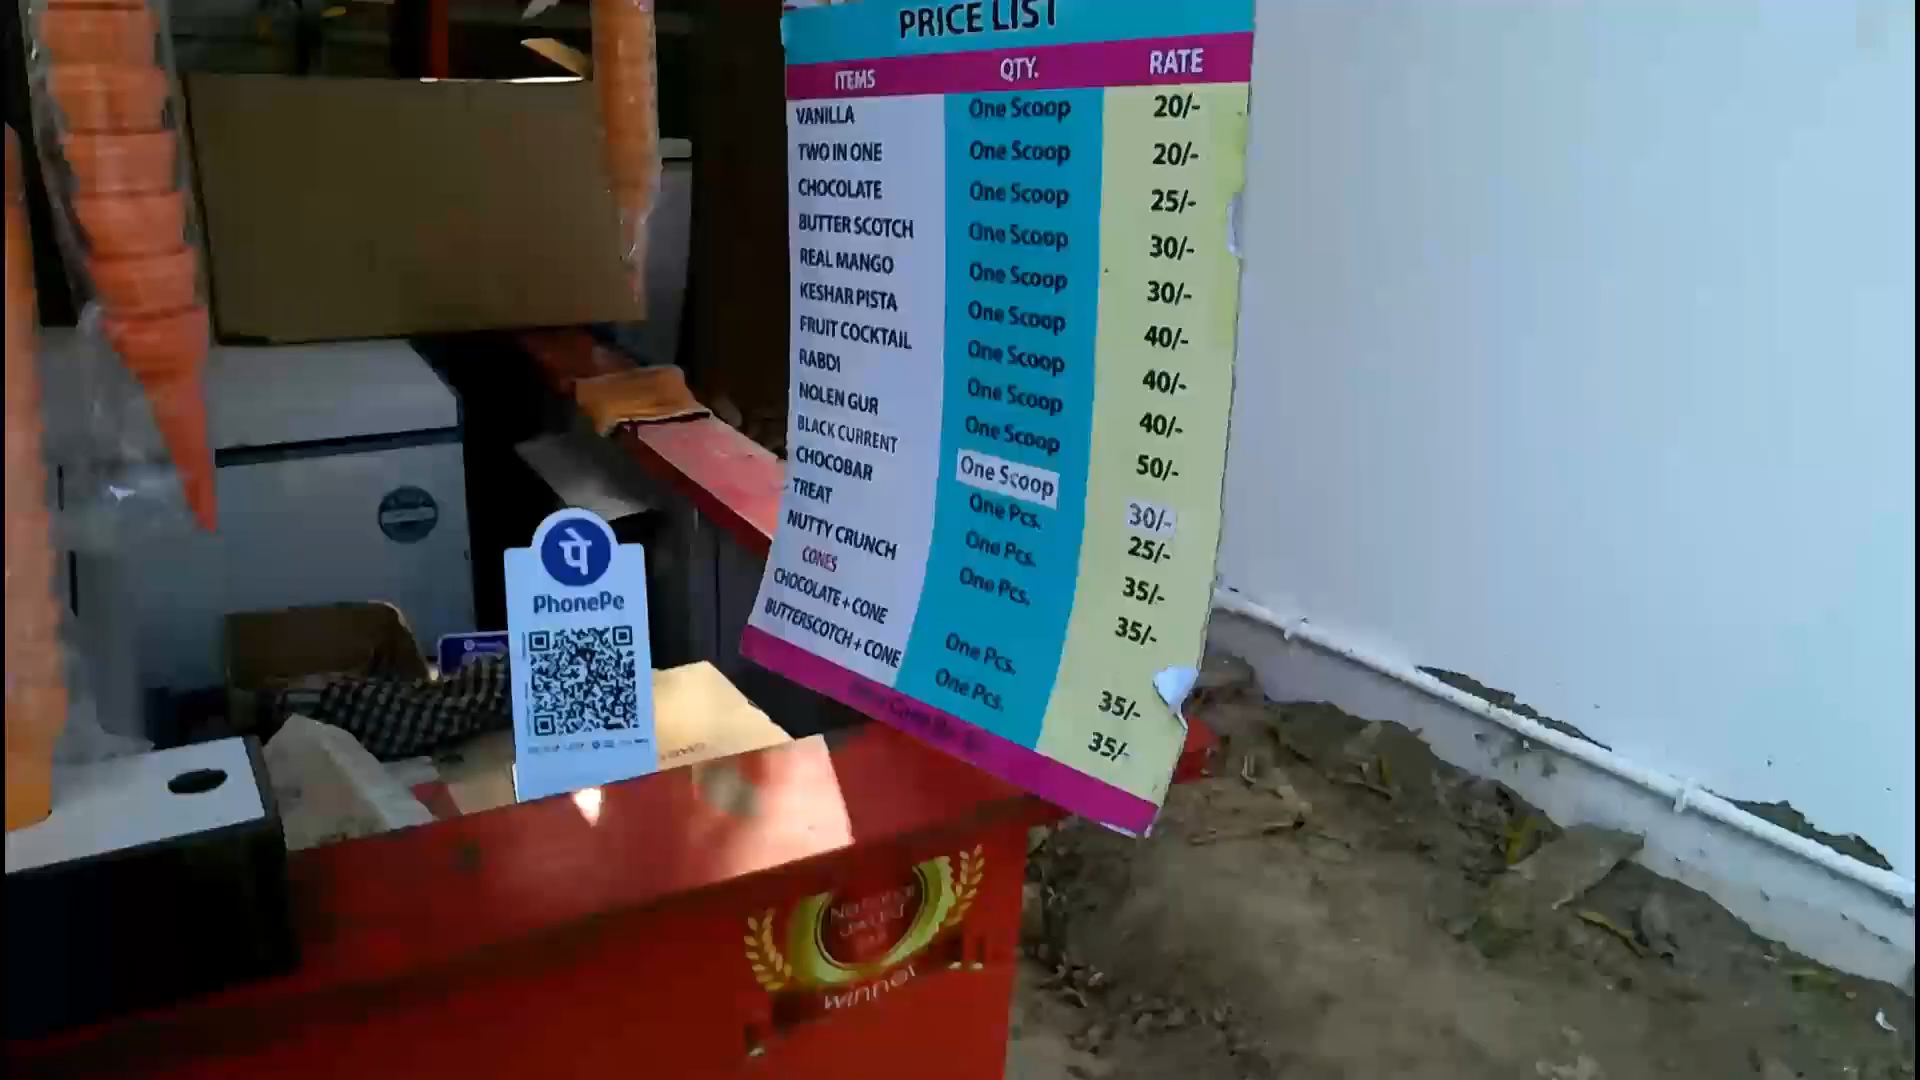 PRICE LIST
ITEMS QTY. RATE
VANILLA One Scoop 20/-
TWO IN ONE One Scoop 20/-
CHOCOLATE One Scoop 25/-
BUTTER SCOTCH One Scoop 30/-
REAL MANGO One Scoop 30/-
KESHAR PISTA One Scoop 40/-
FRUIT COCKTAIL One Scoop 40/-
RABDI One Scoop 40/-
NOLEN GUR One Scoop 50/-
BLACK CURRENT One Scoop 30/-
CHOCOBAR One Pcs. 25/-
TREAT One Pcs. 35/-
NUTTY CRUNCH One Pcs. 35/-
CONES
CHOCOLATE + CONE One Pcs. 35/-
BUTTERSCOTCH + CONE One Pcs. 35/-
पे
PhonePe
National
winner